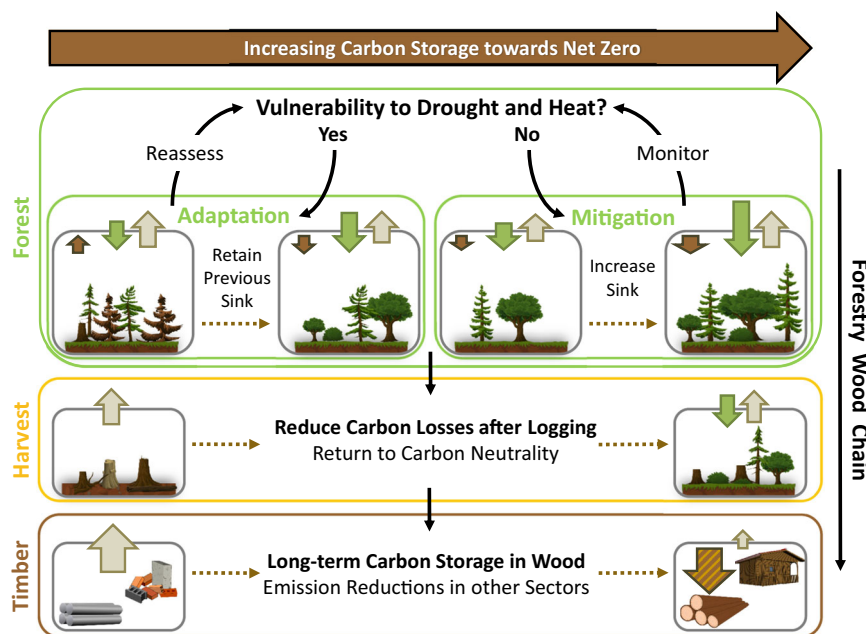 Increasing Carbon Storage towards Net Zero
Vulnerability to Drought and Heat?
Yes
No
Reassess
Monitor
Forest
Adaptation
Mitigation
Retain
Previous
Sink
Increase
Sink
Forestry Wood Chain
Harvest
Reduce Carbon Losses after Logging
Return to Carbon Neutrality
Timber
Long-term Carbon Storage in Wood
Emission Reductions in other Sectors